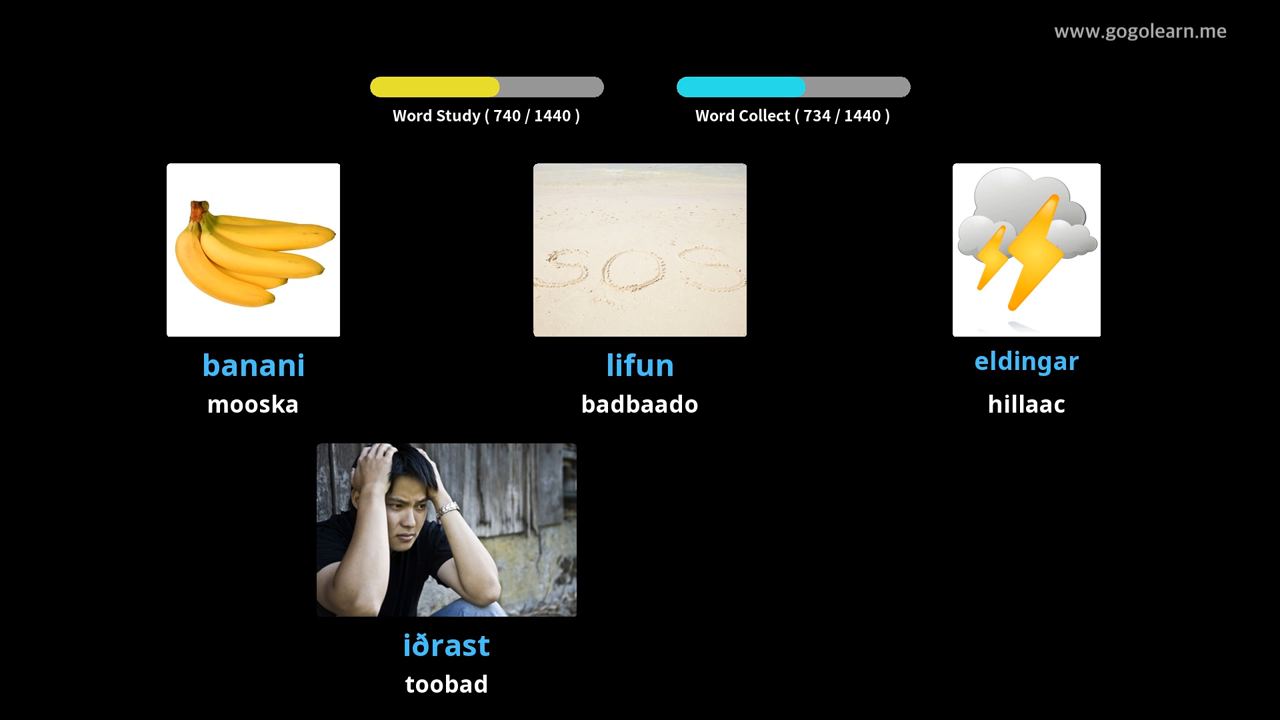 www.gogolearn.me
Word Study ( 740 / 1440 )
Word Collect ( 734 / 1440 )
SOS
banani
lifun
eldingar
mooska
badbaado
hillaac
iðrast
toobad